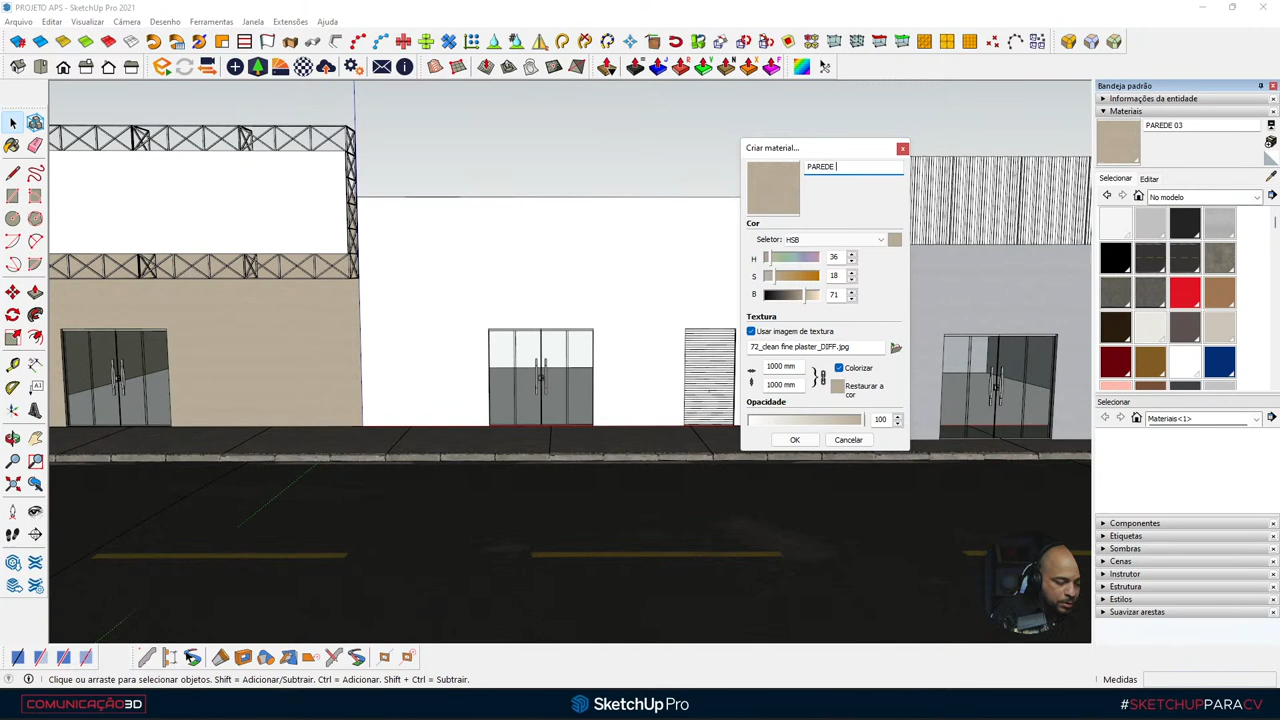 PROJETO APS - SketchUp Pro 2021
Arquivo Editar Visualizar Câmera Desenho Ferramentas Janela Extensões Ajuda
Bandeja padrão
Informações da entidade
Materiais
PAREDE 03
Selecionar Editar
No modelo
Criar material...
PAREDE
Cor
Seletor: HSB
H 36
S 18
B 71
Textura
Usar imagem de textura
72_clean fine plaster_DIFF.jpg
1000 mm
1000 mm
Colorizar
Restaurar a
cor
Opacidade
100
OK Cancelar
Selecionar
Materiais<1>
Componentes
Etiquetas
Sombras
Cenas
Instrutor
Estrutura
Estilos
Suavizar arestas
Clique ou arraste para selecionar objetos. Shift = Adicionar/Subtrair. Ctrl = Adicionar. Shift + Ctrl = Subtrair.
Medidas
COMUNICAÇÃO3D
SketchUp Pro
#SKETCHUPPARACV